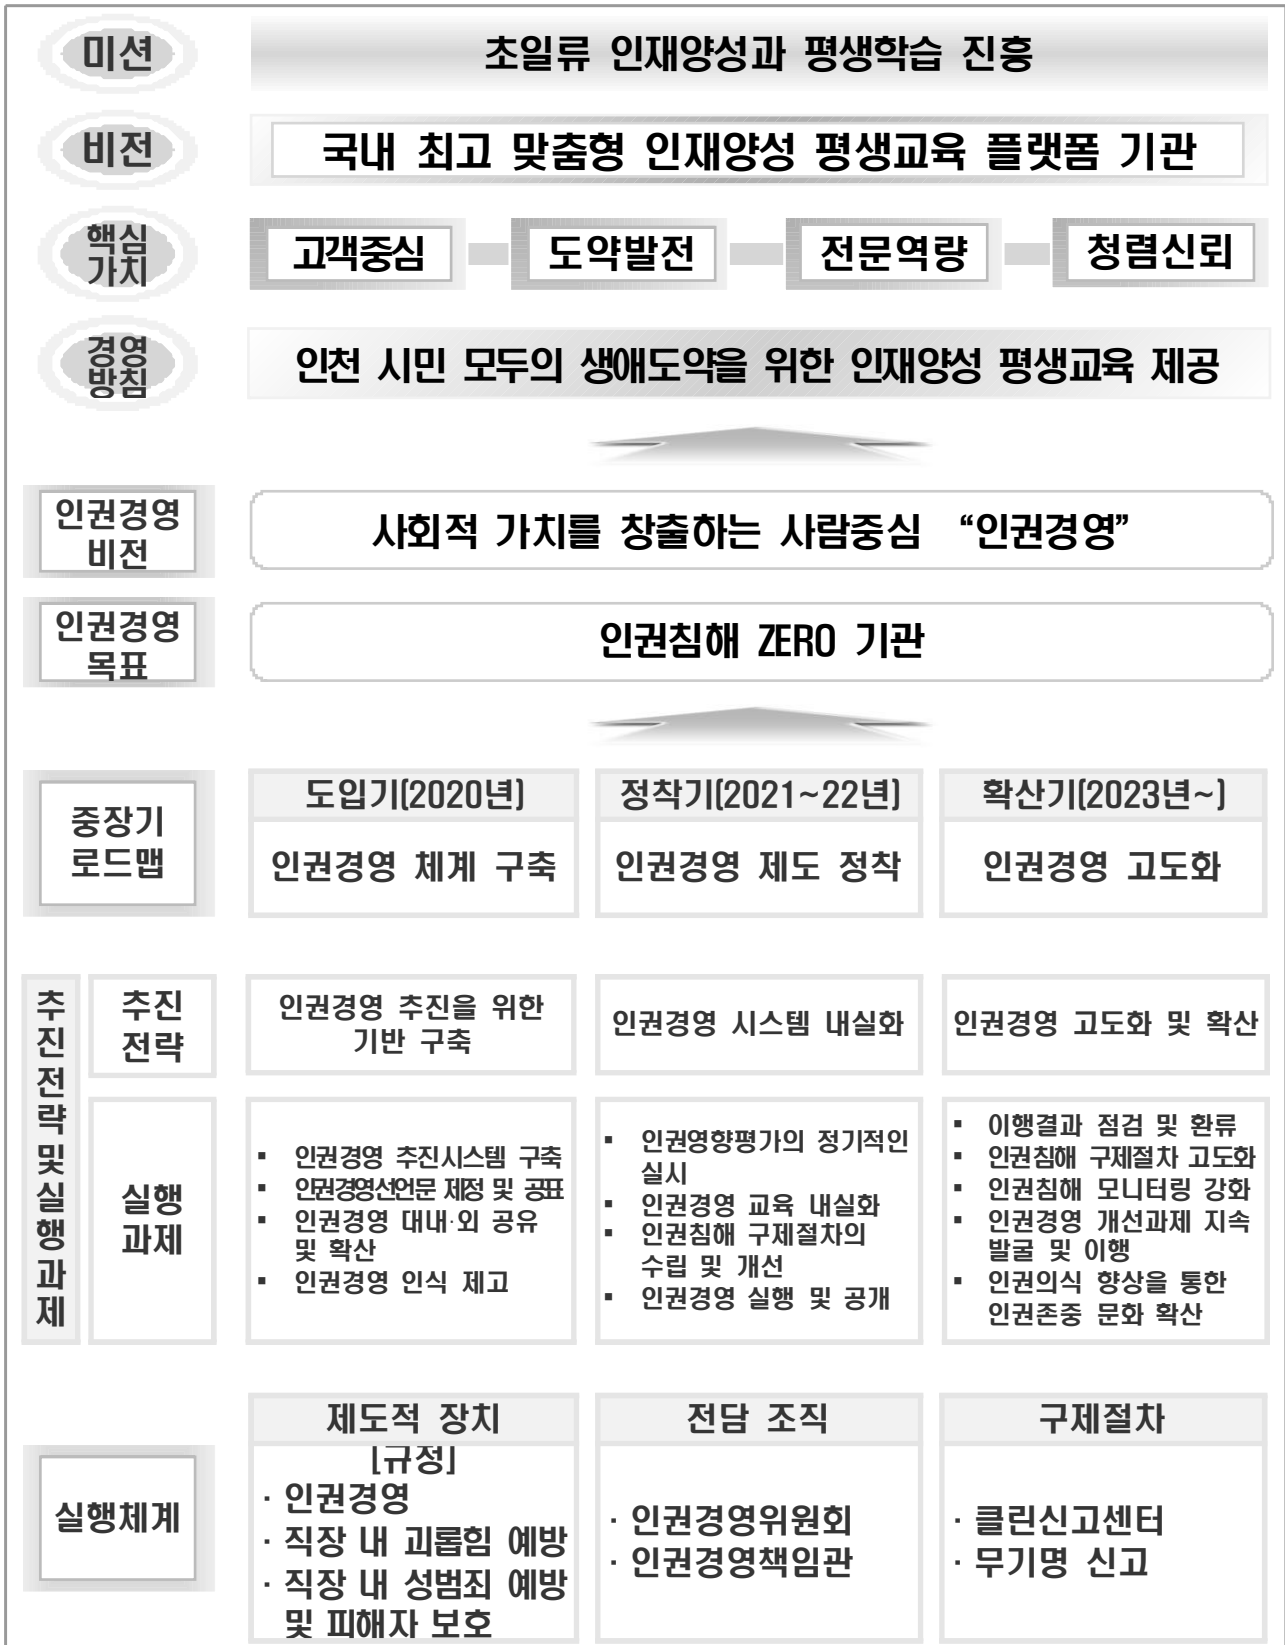 미션
초일류 인재양성과 평생학습 진흥
비전
국내 최고 맞춤형 인재양성 평생교육 플랫폼 기관
핵심
가치
고객중심
도약발전
전문역량
청렴신뢰
경영
방침
인천 시민 모두의 생애도약을 위한 인재양성 평생교육 제공
인권경영
비전
사회적 가치를 창출하는 사람중심 “인권경영”
인권경영
목표
인권침해 ZERO 기관
중장기
로드맵
도입기(2020년)
인권경영 체계 구축
정착기(2021~22년)
인권경영 제도 정착
확산기(2023년~)
인권경영 고도화
추진전략및실행과제
추진
전략
인권경영 추진을 위한
기반 구축
인권경영 시스템 내실화
인권경영 고도화 및 확산
실행
과제
▪ 인권경영 추진시스템 구축
▪ 인권경영선언문 제정 및 공표
▪ 인권경영 대내·외 공유
및 확산
▪ 인권경영 인식 제고
▪ 인권영향평가의 정기적인
실시
▪ 인권경영 교육 내실화
▪ 인권침해 구제절차의
수립 및 개선
▪ 인권경영 실행 및 공개
▪ 이행결과 점검 및 환류
▪ 인권침해 구제절차 고도화
▪ 인권침해 모니터링 강화
▪ 인권경영 개선과제 지속
발굴 및 이행
▪ 인권의식 향상을 통한
인권존중 문화 확산
실행체계
제도적 장치
[규정]
· 인권경영
· 직장 내 괴롭힘 예방
· 직장 내 성범죄 예방
및 피해자 보호
전담 조직
· 인권경영위원회
· 인권경영책임관
구제절차
· 클린신고센터
· 무기명 신고